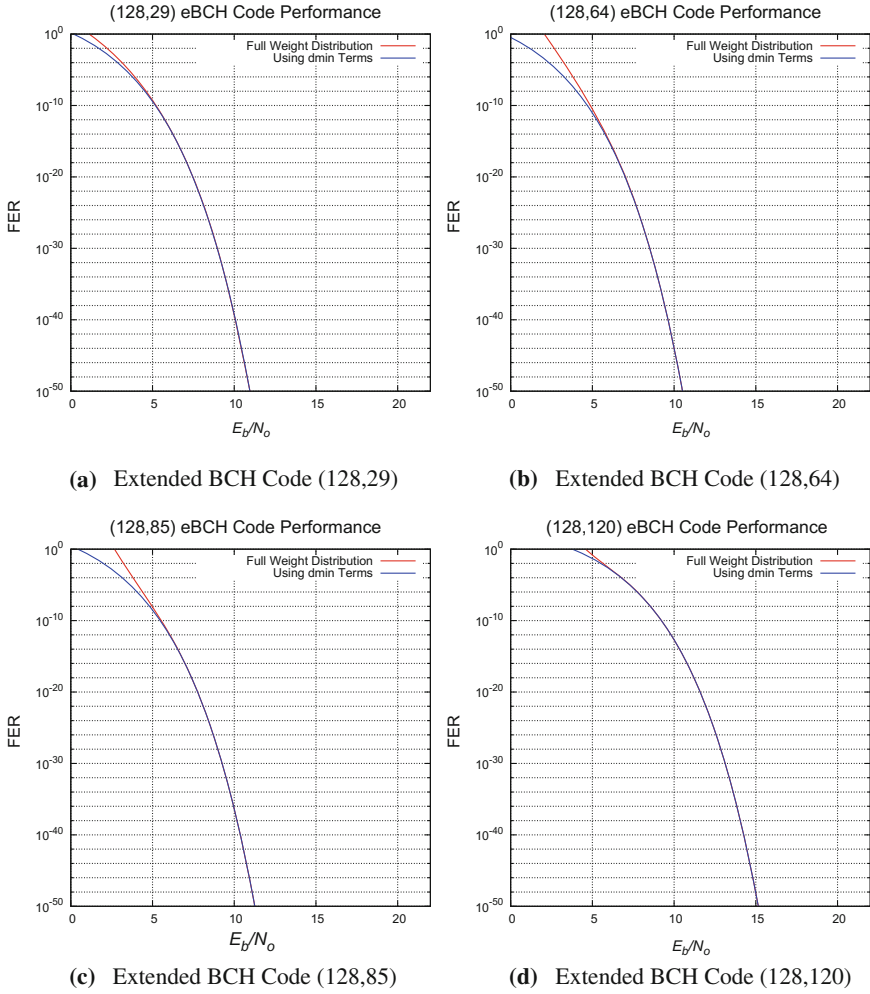 (128,29) eBCH Code Performance
Full Weight Distribution
Using dmin Terms
10^0
10^-10
10^-20
10^-30
10^-40
10^-50
FER
0 5 10 15 20
E_b/N_o
(a) Extended BCH Code (128,29)
(128,64) eBCH Code Performance
Full Weight Distribution
Using dmin Terms
10^0
10^-10
10^-20
10^-30
10^-40
10^-50
FER
0 5 10 15 20
E_b/N_o
(b) Extended BCH Code (128,64)
(128,85) eBCH Code Performance
Full Weight Distribution
Using dmin Terms
10^0
10^-10
10^-20
10^-30
10^-40
10^-50
FER
0 5 10 15 20
E_b/N_o
(c) Extended BCH Code (128,85)
(128,120) eBCH Code Performance
Full Weight Distribution
Using dmin Terms
10^0
10^-10
10^-20
10^-30
10^-40
10^-50
FER
0 5 10 15 20
E_b/N_o
(d) Extended BCH Code (128,120)